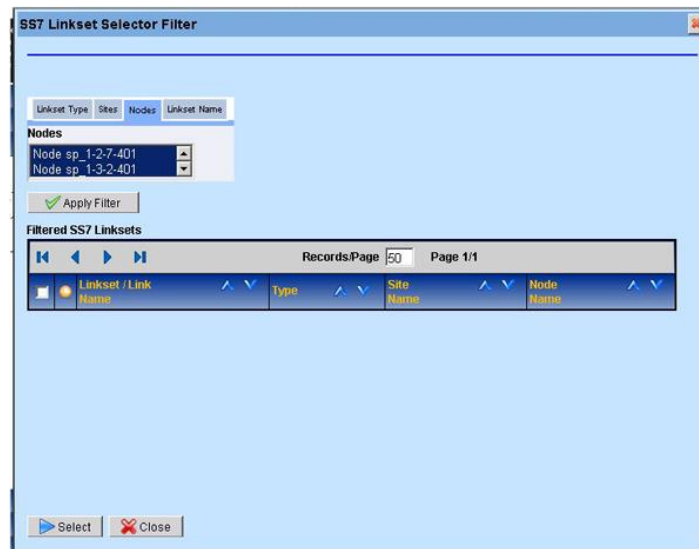 SS7 Linkset Selector Filter
Linkset Type Sites Nodes Linkset Name
Nodes
Node sp_1-2-7-401
Node sp_1-3-2-401
Apply Filter
Filtered SS7 Linksets
Records/Page 50 Page 1/1
Linkset / Link Name Type Site Name Node Name
Select Close